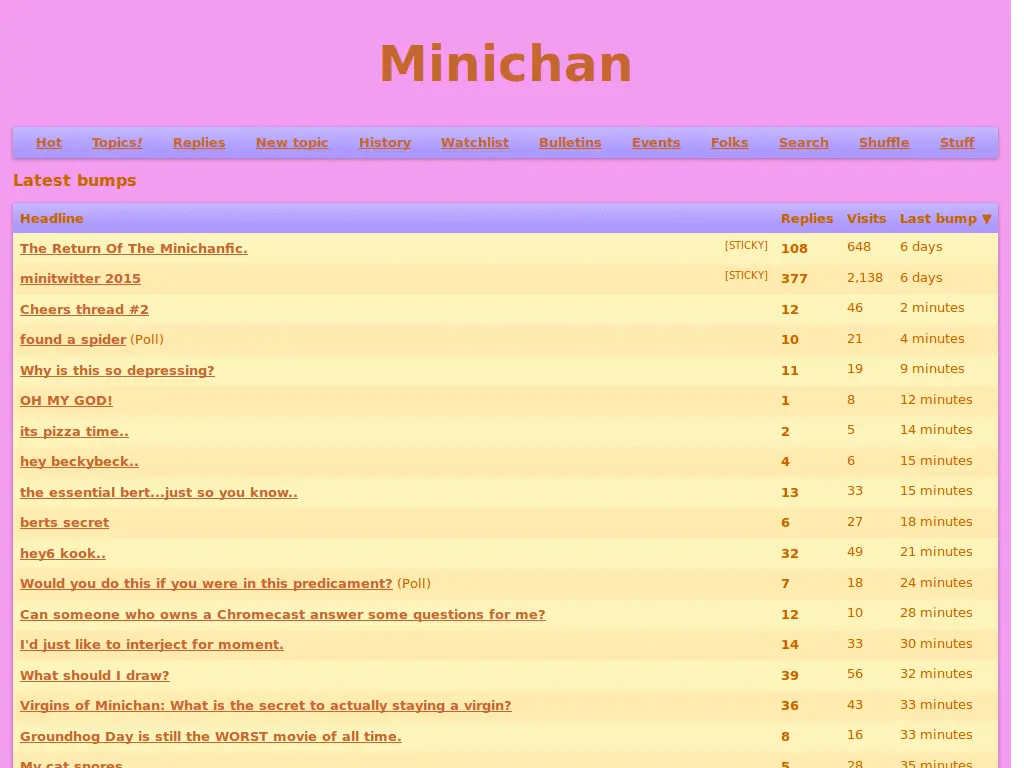 Minichan
Hot Topics! Replies New topic History Watchlist Bulletins Events Folks Search Shuffle Stuff
Latest bumps
Headline Replies Visits Last bump ▼
The Return Of The Minichanfic. [STICKY] 108 648 6 days
minitwitter 2015 [STICKY] 377 2,138 6 days
Cheers thread #2 12 46 2 minutes
found a spider (Poll) 10 21 4 minutes
Why is this so depressing? 11 19 9 minutes
OH MY GOD! 1 8 12 minutes
its pizza time.. 2 5 14 minutes
hey beckybeck.. 4 6 15 minutes
the essential bert...just so you know.. 13 33 15 minutes
berts secret 6 27 18 minutes
hey6 kook.. 32 49 21 minutes
Would you do this if you were in this predicament? (Poll) 7 18 24 minutes
Can someone who owns a Chromecast answer some questions for me? 12 10 28 minutes
I'd just like to interject for moment. 14 33 30 minutes
What should I draw? 39 56 32 minutes
Virgins of Minichan: What is the secret to actually staying a virgin? 36 43 33 minutes
Groundhog Day is still the WORST movie of all time. 8 16 33 minutes
My cat snores 5 28 35 minutes